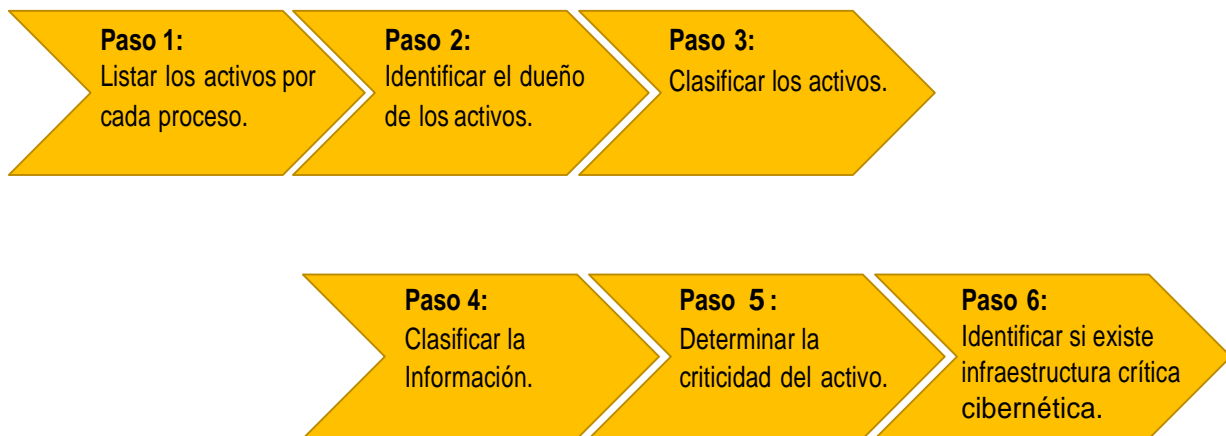 Paso 1:
Listar los activos por
cada proceso.
Paso 2:
Identificar el dueño
de los activos.
Paso 3:
Clasificar los activos.
Paso 4:
Clasificar la
Información.
Paso 5 :
Determinar la
criticidad del activo.
Paso 6:
Identificar si existe
infraestructura crítica
cibernética.